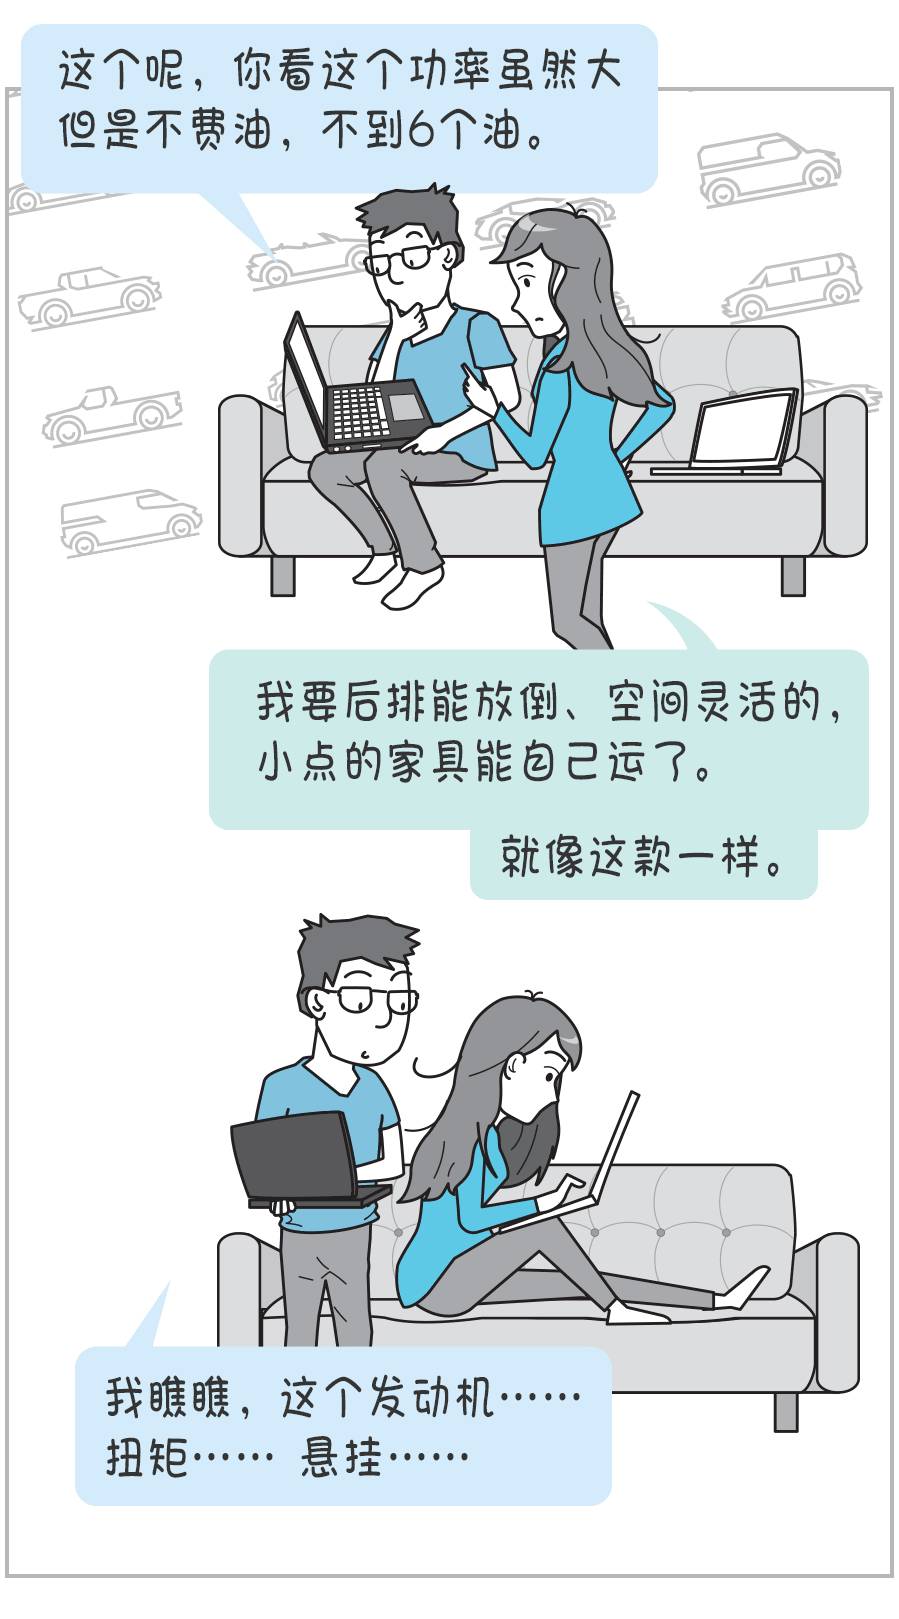 这个呢，你看这个功率虽然大
但是不费油，不到6个油。
我要后排能放倒、空间灵活的，
小点的家具能自己运了。
就像这款一样。
我瞧瞧，这个发动机……
扭矩…… 悬挂……